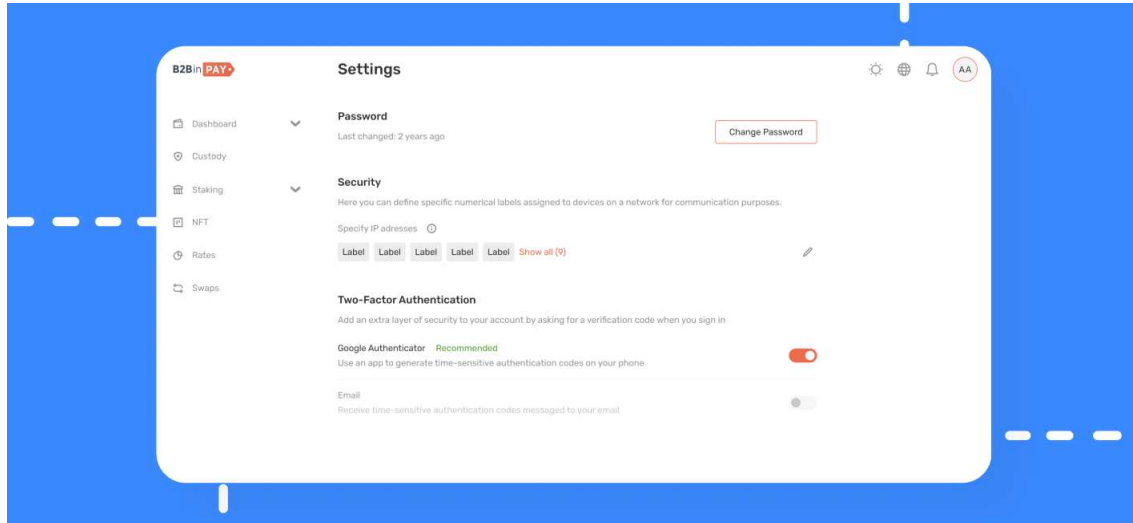 B2BinPAY
Settings
AA
Dashboard
Custody
Staking
NFT
Rates
Swaps
Password
Last changed: 2 years ago
Change Password
Security
Here you can define specific numerical labels assigned to devices on a network for communication purposes.
Specify IP adresses
Label Label Label Label Label Show all (9)
Two-Factor Authentication
Add an extra layer of security to your account by asking for a verification code when you sign in
Google Authenticator Recommended
Use an app to generate time-sensitive authentication codes on your phone
Email
Receive time-sensitive authentication codes messaged to your email